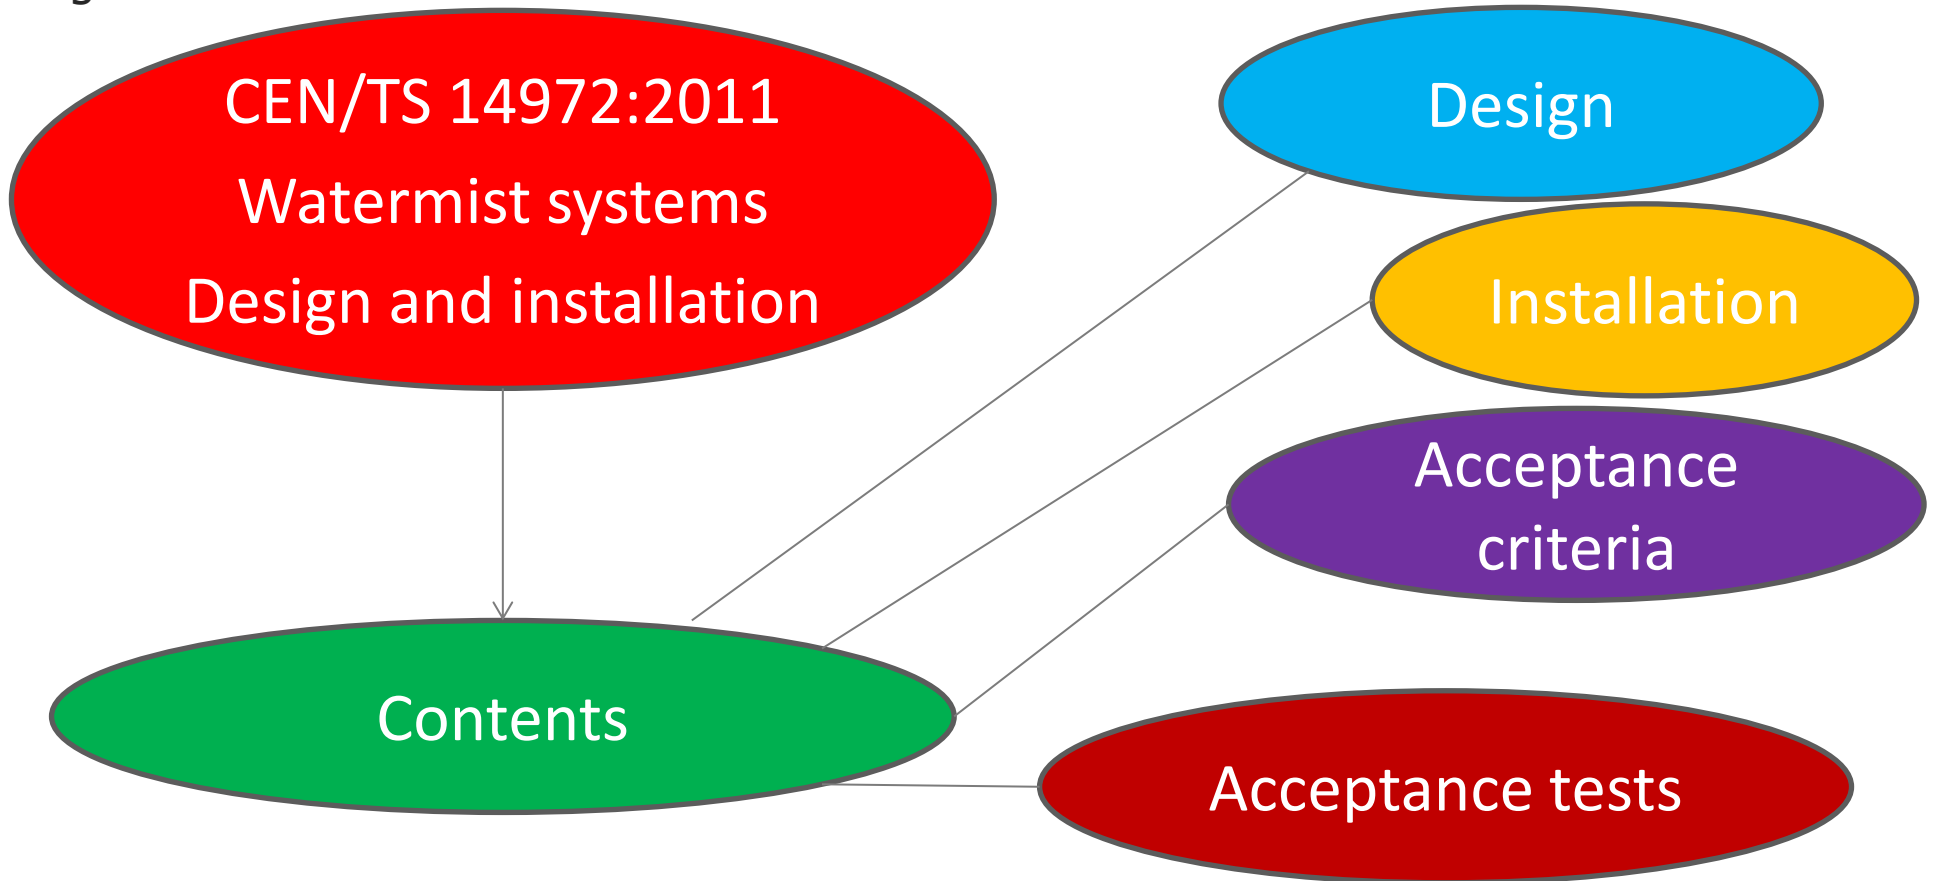 CEN/TS 14972:2011
Watermist systems
Design and installation
Design
Installation
Acceptance
criteria
Contents
Acceptance tests